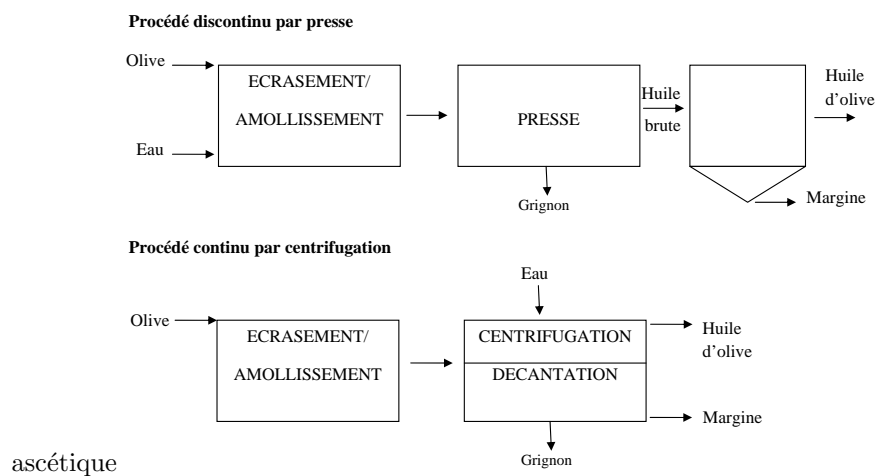 Procédé discontinu par presse
Olive
ECRASEMENT/
AMOLLISSEMENT
Eau
PRESSE
Grignon
Huile
brute
Huile
d'olive
Margine
Procédé continu par centrifugation
Olive
ECRASEMENT/
AMOLLISSEMENT
Eau
CENTRIFUGATION
DECANTATION
Huile
d'olive
Margine
Grignon
ascétique